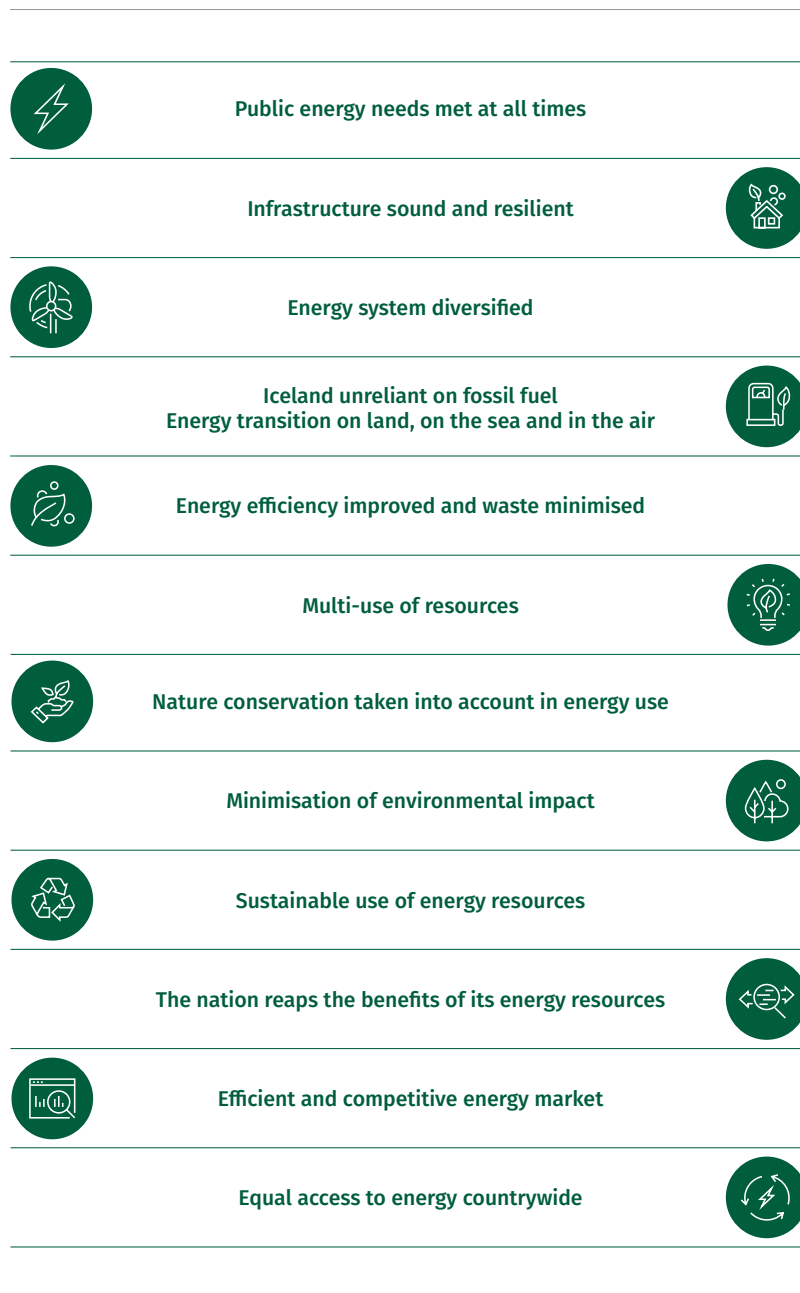 Public energy needs met at all times
Infrastructure sound and resilient
Energy system diversified
Iceland unreliant on fossil fuel
Energy transition on land, on the sea and in the air
Energy efficiency improved and waste minimised
Multi-use of resources
Nature conservation taken into account in energy use
Minimisation of environmental impact
Sustainable use of energy resources
The nation reaps the benefits of its energy resources
Efficient and competitive energy market
Equal access to energy countrywide